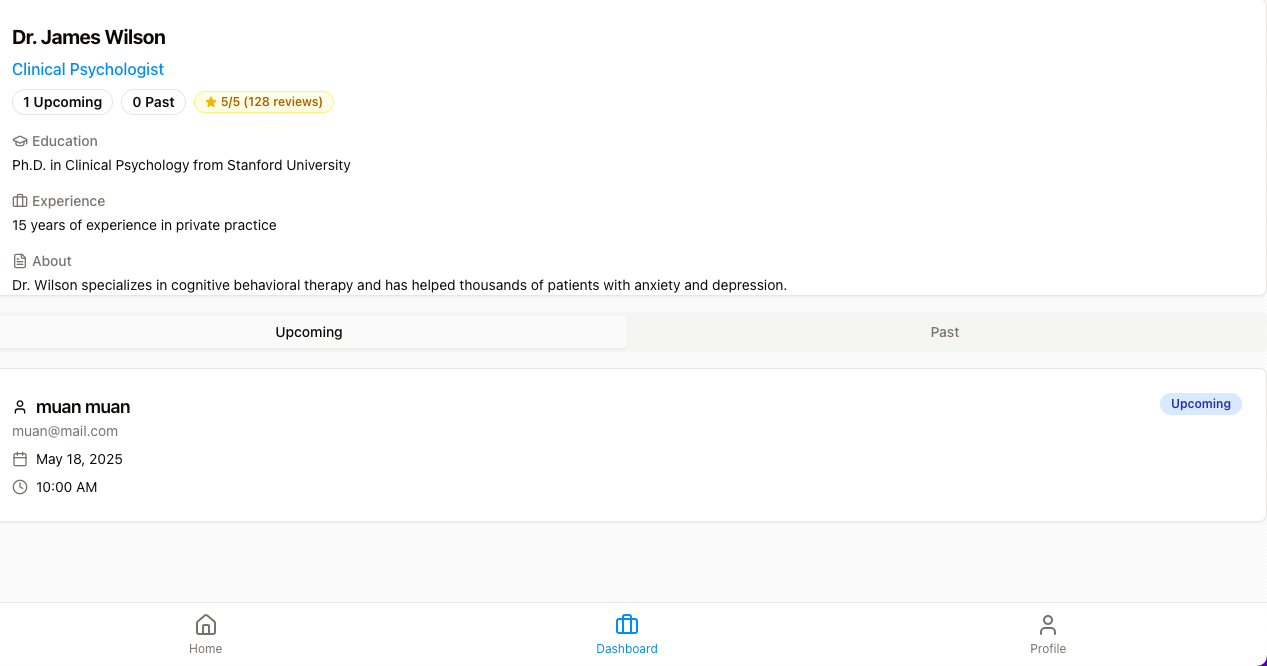 Dr. James Wilson
Clinical Psychologist
1 Upcoming 0 Past 5/5 (128 reviews)
Education
Ph.D. in Clinical Psychology from Stanford University
Experience
15 years of experience in private practice
About
Dr. Wilson specializes in cognitive behavioral therapy and has helped thousands of patients with anxiety and depression.
Upcoming Past
muan muan Upcoming
muan@mail.com
May 18, 2025
10:00 AM
Home Dashboard Profile